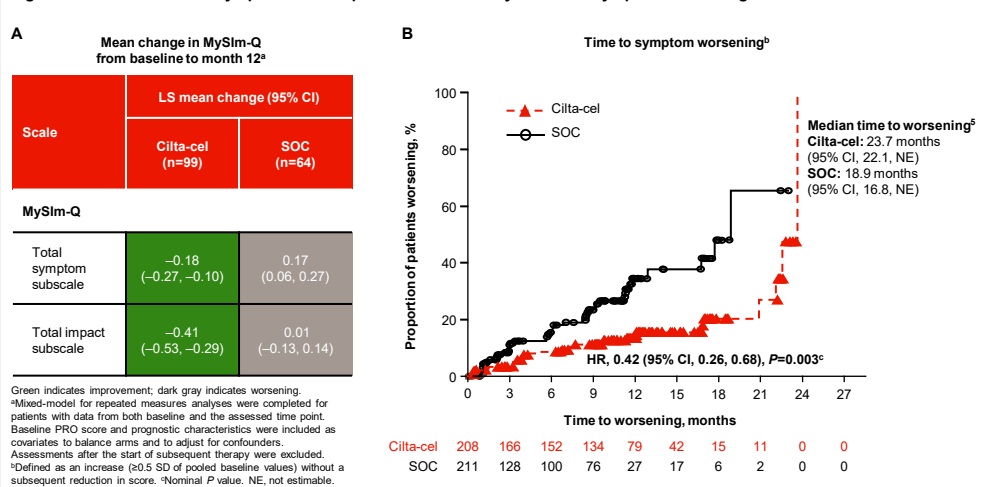 A
Mean change in MySIm-Q
from baseline to month 12ᵃ
Scale
LS mean change (95% CI)
Cilta-cel
(n=99)
SOC
(n=64)
MySIm-Q
Total
symptom
subscale
–0.18
(–0.27, –0.10)
0.17
(0.06, 0.27)
Total impact
subscale
–0.41
(–0.53, –0.29)
0.01
(–0.13, 0.14)
Green indicates improvement; dark gray indicates worsening.
ᵃMixed-model for repeated measures analyses were completed for
patients with data from both baseline and the assessed time point.
Baseline PRO score and prognostic characteristics were included as
covariates to balance arms and to adjust for confounders.
Assessments after the start of subsequent therapy were excluded.
ᵇDefined as an increase (≥0.5 SD of pooled baseline values) without a
subsequent reduction in score. ᶜNominal P value. NE, not estimable.
B
Time to symptom worseningᵇ
Proportion of patients worsening, %
100
80
60
40
20
0
Cilta-cel
SOC
Median time to worsening⁵
Cilta-cel: 23.7 months
(95% CI, 22.1, NE)
SOC: 18.9 months
(95% CI, 16.8, NE)
HR, 0.42 (95% CI, 0.26, 0.68), P=0.003ᶜ
0 3 6 9 12 15 18 21 24 27
Time to worsening, months
Cilta-cel 208 166 152 134 79 42 15 11 0 0
SOC 211 128 100 76 27 17 6 2 0 0